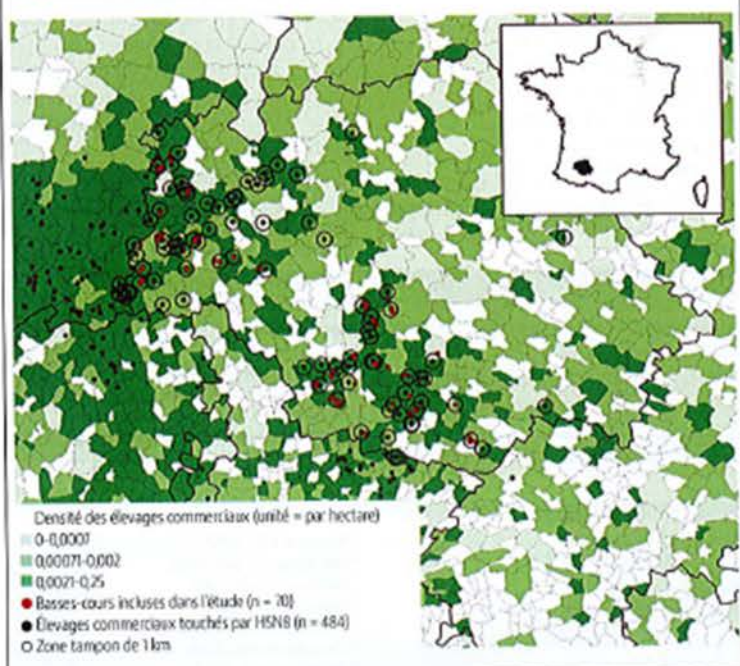 Densité des élevages commerciaux (unité = par hectare)
0-0,0007
0,00071-0,002
0,0021-0,25
Basses-cours incluses dans l'étude (n = 70)
Élevages commerciaux touchés par H5N8 (n = 484)
Zone tampon de 1 km